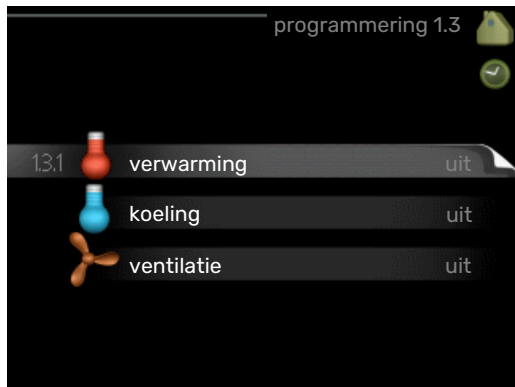 programmering 1.3
1.3.1 verwarming uit
koeling uit
ventilatie uit